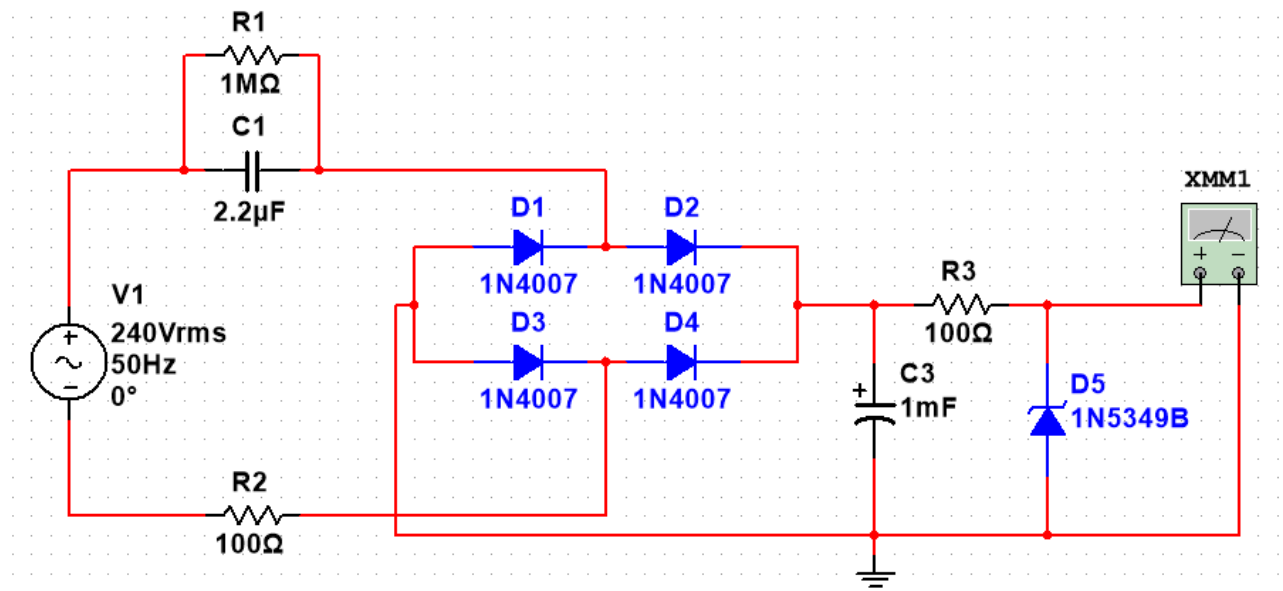 R1
1MΩ
C1
2.2µF
XMM1
+ −
D1
D2
1N4007
1N4007
V1
+
240Vrms
50Hz
0°
−
R3
100Ω
D3
D4
1N4007
1N4007
+
C3
1mF
D5
1N5349B
R2
100Ω